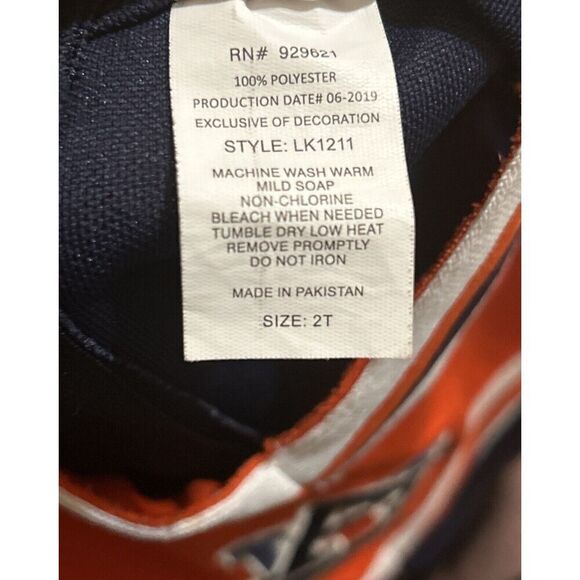 RN# 929621
100% POLYESTER
PRODUCTION DATE# 06-2019
EXCLUSIVE OF DECORATION
STYLE: LK1211
MACHINE WASH WARM
MILD SOAP
NON-CHLORINE
BLEACH WHEN NEEDED
TUMBLE DRY LOW HEAT
REMOVE PROMPTLY
DO NOT IRON
MADE IN PAKISTAN
SIZE: 2T